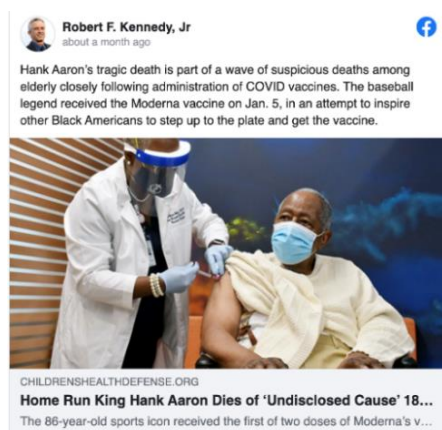 Robert F. Kennedy, Jr
about a month ago
Hank Aaron's tragic death is part of a wave of suspicious deaths among
elderly closely following administration of COVID vaccines. The baseball
legend received the Moderna vaccine on Jan. 5, in an attempt to inspire
other Black Americans to step up to the plate and get the vaccine.
CHILDRENSHEALTHDEFENSE.ORG
Home Run King Hank Aaron Dies of ‘Undisclosed Cause’ 18...
The 86-year-old sports icon received the first of two doses of Moderna's v...